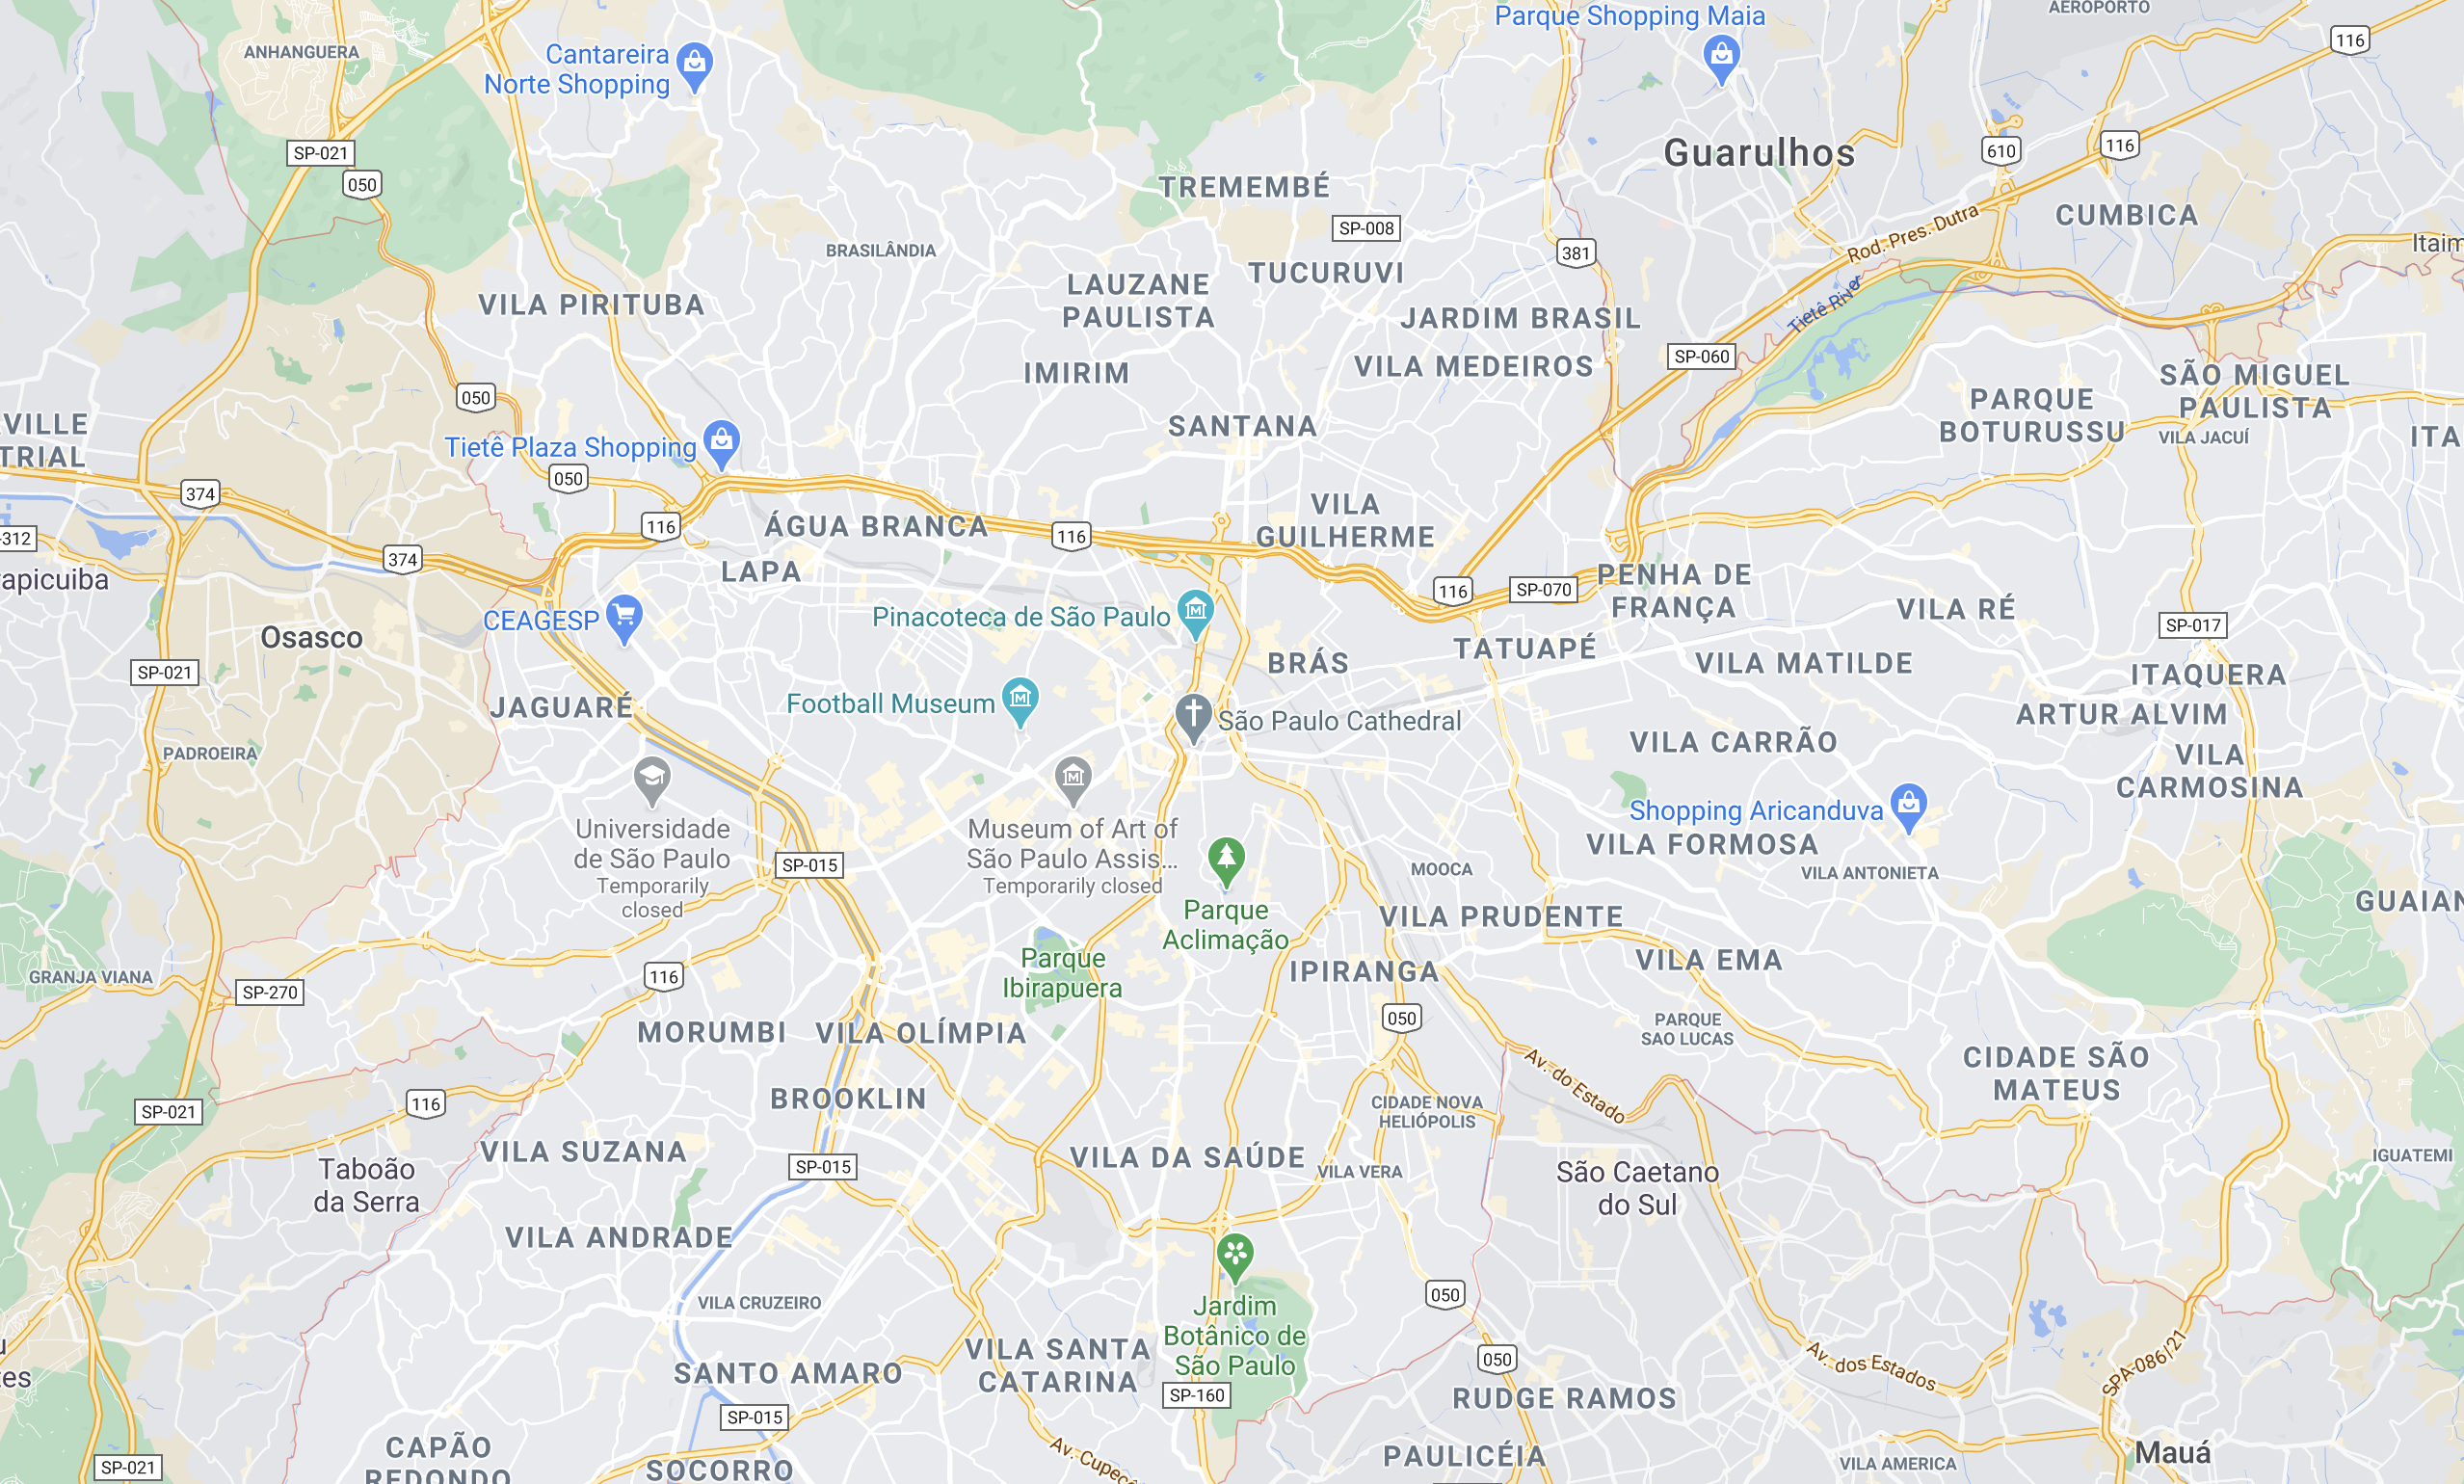 Parque Shopping Maia
AEROPORTO
ANHANGUERA
Cantareira
Norte Shopping
116
SP-021
050
Guarulhos
610
116
TREMEMBÉ
SP-008
CUMBICA
Rod. Pres. Dutra
BRASILÂNDIA
381
Itaim
TUCURUVI
LAUZANE
PAULISTA
VILA PIRITUBA
Tietê River
JARDIM BRASIL
SP-060
VILA MEDEIROS
IMIRIM
SÃO MIGUEL
PAULISTA
050
PARQUE
BOTURUSSU
VILLE
TRIAL
SANTANA
VILA JACUÍ
ITA
Tietê Plaza Shopping
050
374
VILA
GUILHERME
116
ÁGUA BRANCA
116
-312
374
LAPA
rapicuiba
116
SP-070
PENHA DE
FRANÇA
CEAGESP
Pinacoteca de São Paulo
VILA RÉ
SP-017
Osasco
TATUAPÉ
BRÁS
VILA MATILDE
SP-021
ITAQUERA
JAGUARÉ
Football Museum
São Paulo Cathedral
ARTUR ALVIM
VILA CARRÃO
PADROEIRA
VILA
CARMOSINA
Shopping Aricanduva
Universidade
de São Paulo
Temporarily
closed
Museum of Art of
São Paulo Assis...
Temporarily closed
VILA FORMOSA
SP-015
MOOCA
VILA ANTONIETA
GUAIAN
Parque
Aclimação
VILA PRUDENTE
Parque
Ibirapuera
VILA EMA
IPIRANGA
GRANJA VIANA
116
SP-270
050
MORUMBI
VILA OLÍMPIA
PARQUE
SAO LUCAS
CIDADE SÃO
MATEUS
Av. do Estado
BROOKLIN
116
SP-021
CIDADE NOVA
HELIÓPOLIS
VILA SUZANA
VILA DA SAÚDE
IGUATEMI
SP-015
VILA VERA
Taboão
da Serra
São Caetano
do Sul
VILA ANDRADE
050
VILA CRUZEIRO
Jardim
Botânico de
São Paulo
VILA SANTA
CATARINA
050
Av. dos Estados
SPA-086/21
u
tes
SANTO AMARO
SP-160
RUDGE RAMOS
SP-015
CAPÃO
REDONDO
Av. Cupecê
PAULICÉIA
Mauá
SP-021
SOCORRO
VILA AMERICA